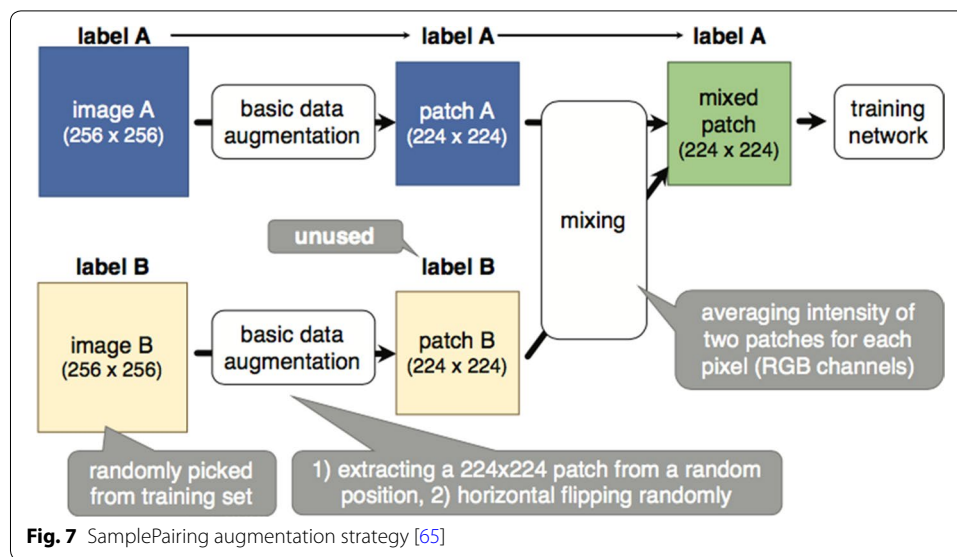 label A
label A
label A
image A
(256 x 256)
basic data
augmentation
patch A
(224 x 224)
mixed
patch
(224 x 224)
training
network
mixing
unused
label B
label B
image B
(256 x 256)
basic data
augmentation
patch B
(224 x 224)
averaging intensity of
two patches for each
pixel (RGB channels)
randomly picked
from training set
1) extracting a 224x224 patch from a random
position, 2) horizontal flipping randomly
Fig. 7 SamplePairing augmentation strategy [65]